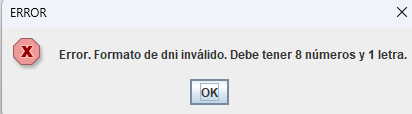 ERROR
Error. Formato de dni inválido. Debe tener 8 números y 1 letra.
OK